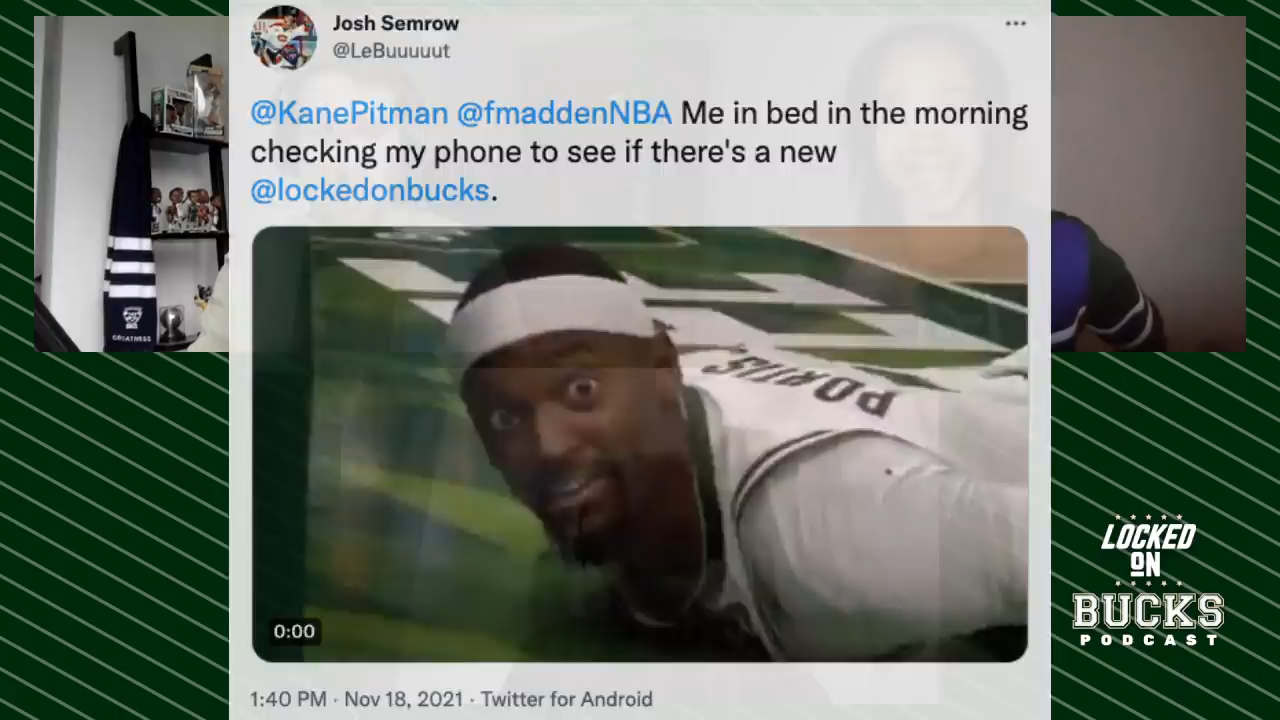 Josh Semrow
@LeBuuuuut
@KanePitman @fmaddenNBA Me in bed in the morning
checking my phone to see if there's a new
@lockedonbucks.
PORTIS
GREATNESS
0:00
LOCKED
ON
BUCKS
PODCAST
1:40 PM · Nov 18, 2021 · Twitter for Android